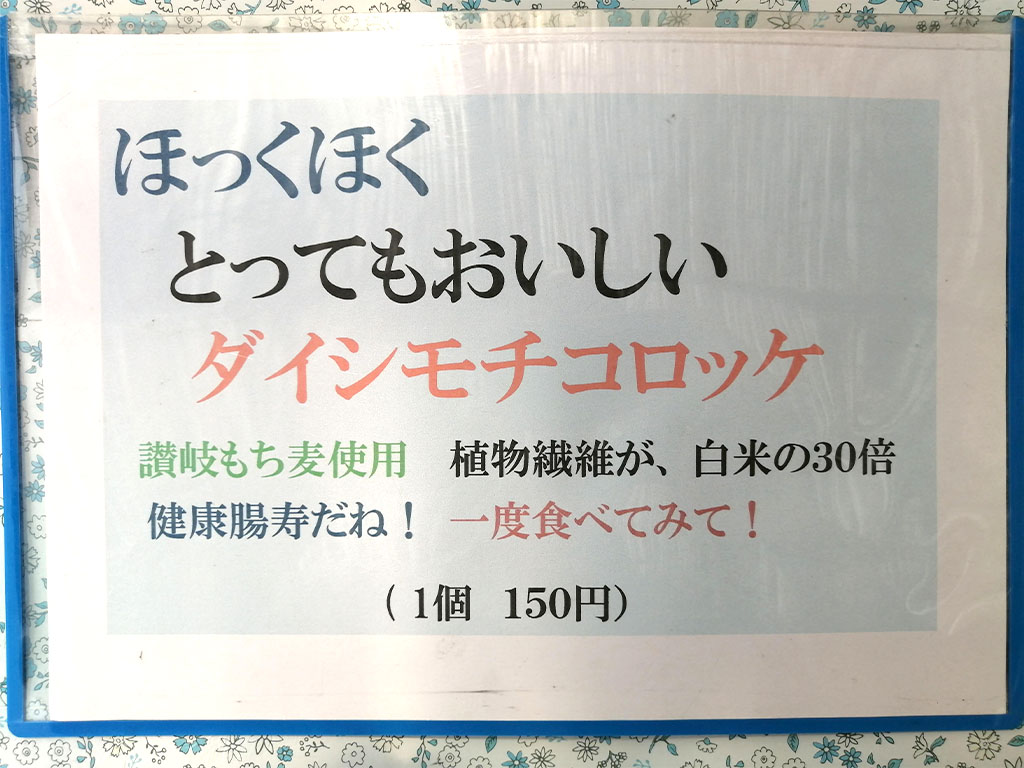 ほっくほく
とってもおいしい
ダイシモチコロッケ
讃岐もち麦使用　植物繊維が、白米の30倍
健康腸寿だね！　一度食べてみて！
（1個　150円）